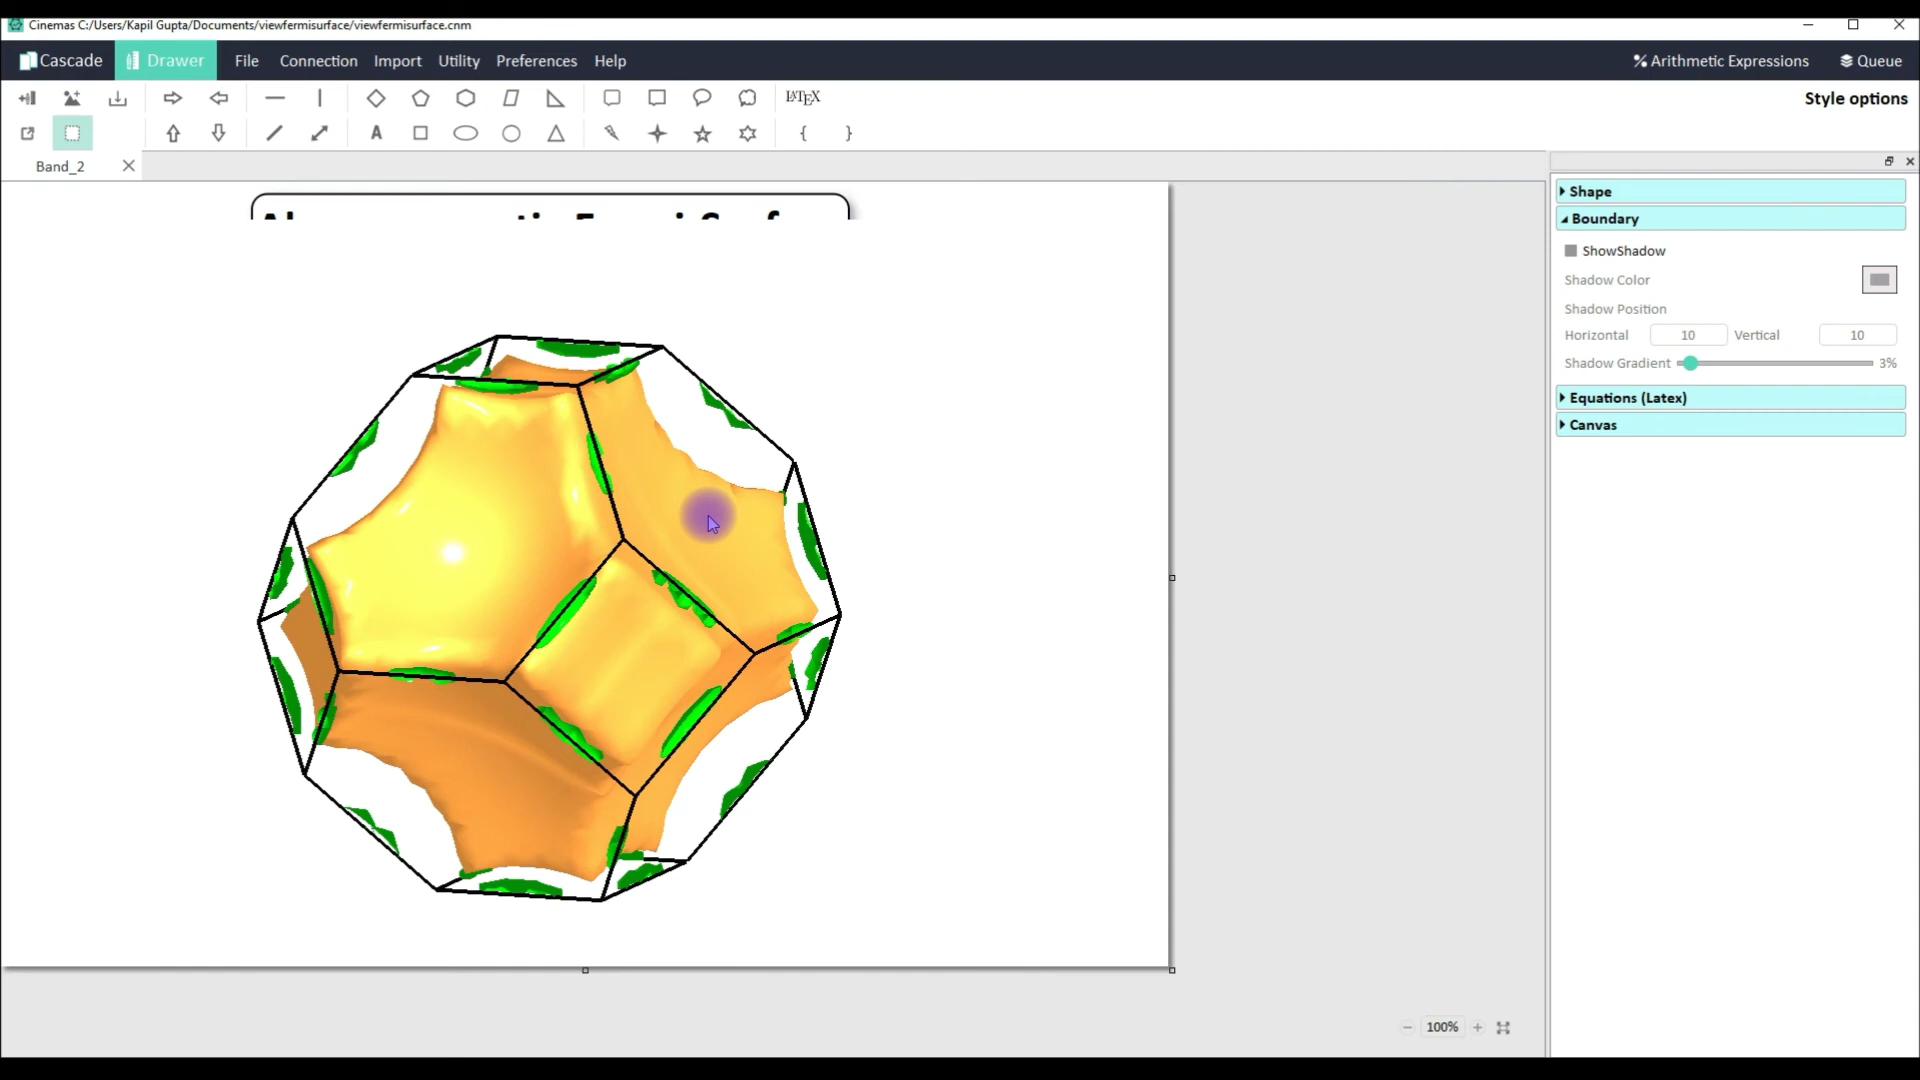 Cinemas C:/Users/Kapil Gupta/Documents/viewfermisurface/viewfermisurface.cnm
Cascade Drawer File Connection Import Utility Preferences Help Arithmetic Expressions Queue
LATEX Style options
A { }
Band_2
Shape
Boundary
ShowShadow
Shadow Color
Shadow Position
Horizontal 10 Vertical 10
Shadow Gradient 3%
Equations (Latex)
Canvas
100%